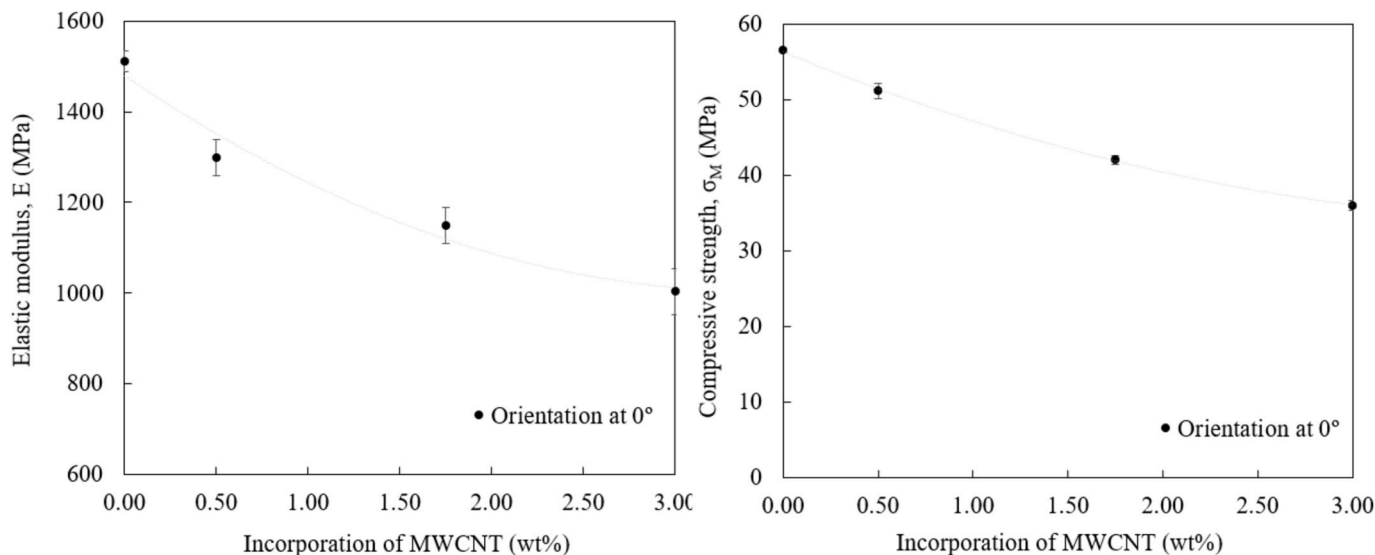 Elastic modulus, E (MPa)
1600
1400
1200
1000
800
600
0.00 0.50 1.00 1.50 2.00 2.50 3.00
Incorporation of MWCNT (wt%)
● Orientation at 0°
Compressive strength, σM (MPa)
60
50
40
30
20
10
0
0.00 0.50 1.00 1.50 2.00 2.50 3.00
Incorporation of MWCNT (wt%)
● Orientation at 0°